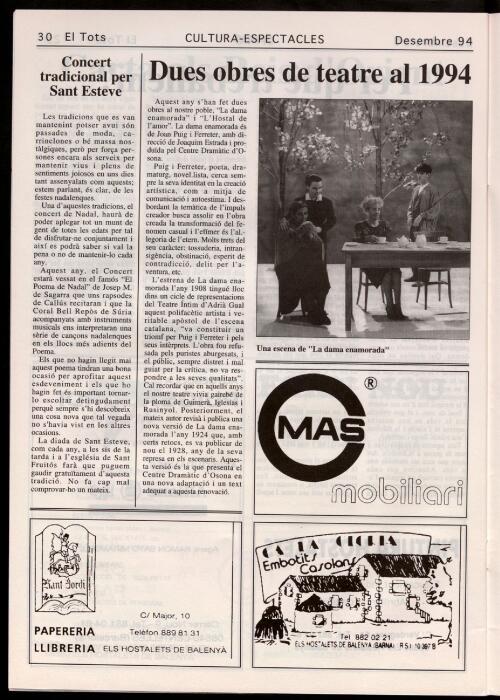 30 El Tots
CULTURA-ESPECTACLES
Desembre 94
Concert
tradicional per
Sant Esteve
Les tradicions que es van
mantenint potser avui són
passades de moda, ca-
rrinclones o bé massa nos-
tàlgiques, però per força per-
sones encara als serveix per
mantenir vius i plens de
sentiments joiosos en uns dies
tant assenyalats com aquests;
estem parlant, és clar, de les
festes nadalenques.
Una d'aquestes tradicions, el
concert de Nadal, haurà de
poder aplegar tot un munt de
gent de totes les edats per tal
de disfrutar-ne conjuntament
i així es podrà saber si val la
pena o no de mantenir-lo cada
any.
Aquest any, el Concert
estarà vessat en el famós "El
Poema de Nadal" de Josep M.
de Sagarra que uns rapsodes
de Callús recitaran i que la
Coral Bell Repòs de Súria
acompanyats amb instruments
musicals ens interpretaran una
sèrie de cançons nadalenques
en els llocs més adients del
Poema.
Els que no hagin llegit mai
aquest poema tindran una bona
ocasió per aprofitar aquest
esdeveniment i els que ho
hagin fet és important tornar-
lo escoltar detingudament
perquè sempre s'hi descobreix
una cosa nova que tal vegada
no s'havia vist en les altres
ocasions.
La diada de Sant Esteve,
com cada any, a les sis de la
tarda i a l'església de Sant
Fruitós farà que puguem
gaudir gratuïtament d'aquesta
tradició. No fa cap mal
comprovar-ho un mateix.
Dues obres de teatre al 1994
Aquest any s'han fet dues
obres al nostre poble, "La dama
enamorada" i "L'Hostal de
l'amor". La dama enamorada és
de Joan Puig i Ferreter, amb di-
recció de Joaquim Estrada i pro-
duïda pel Centre Dramàtic d'O-
sona.
Puig i Ferreter, poeta, dra-
maturg, novel.lista, cerca sem-
pre la seva identitat en la creació
artística, com a mitja de
comunicació i autoestima. I des-
bordant la temàtica de l'impuls
creador busca assolir en l'obra
creada la transformació del fe-
nomen casual i l'efímer és l'al-
legoria de l'etern. Molts trets del
seu caràcter: tossuderia, intran-
sigència, obstinació, esperit de
contradicció, delit per l'a-
ventura, etc.
L'estrena de La dama ena-
morada l'any 1908 tingué lloc
dins un cicle de representacions
del Teatre Íntim d'Adrià Gual
aquest polifacètic artista i ve-
ritable apòstol de l'escena
catalana, "va constituir un
triomf per Puig i Ferreter i pels
seus intèrprets. L'obra fou refu-
sada pels puristes aburgesats, i
el públic, sempre distret i mal
guiat per la crítica, no va res-
pondre a les seves qualitats".
Cal recordar que en aquells anys
el nostre teatre vivia gairebé de
la ploma de Guimerà, Iglesias i
Rusinyol. Posteriorment, el
mateix autor revisà i publica una
nova versió de La dama ena-
morada l'any 1924 que, amb
certs retocs, es va publicar de
nou el 1928, any de la seva
represa en els escenaris. Aques-
ta versió és la que presenta el
Centre Dramàtic d'Osona en
una nova adaptació i un text
adequat a aquesta renovació.
Una escena de "La dama enamorada"
®
MAS
mobiliari
Sant Jordi
C/ Major, 10
PAPERERIA
Telèfon 889 81 31
LLIBRERIA ELS HOSTALETS DE BALENYÀ
CA LA GLORIA
Embotits
Casolans
Tel 882 02 21
ELS HOSTALETS DE BALENYA (BARNA) R.S.I. 10.397 B